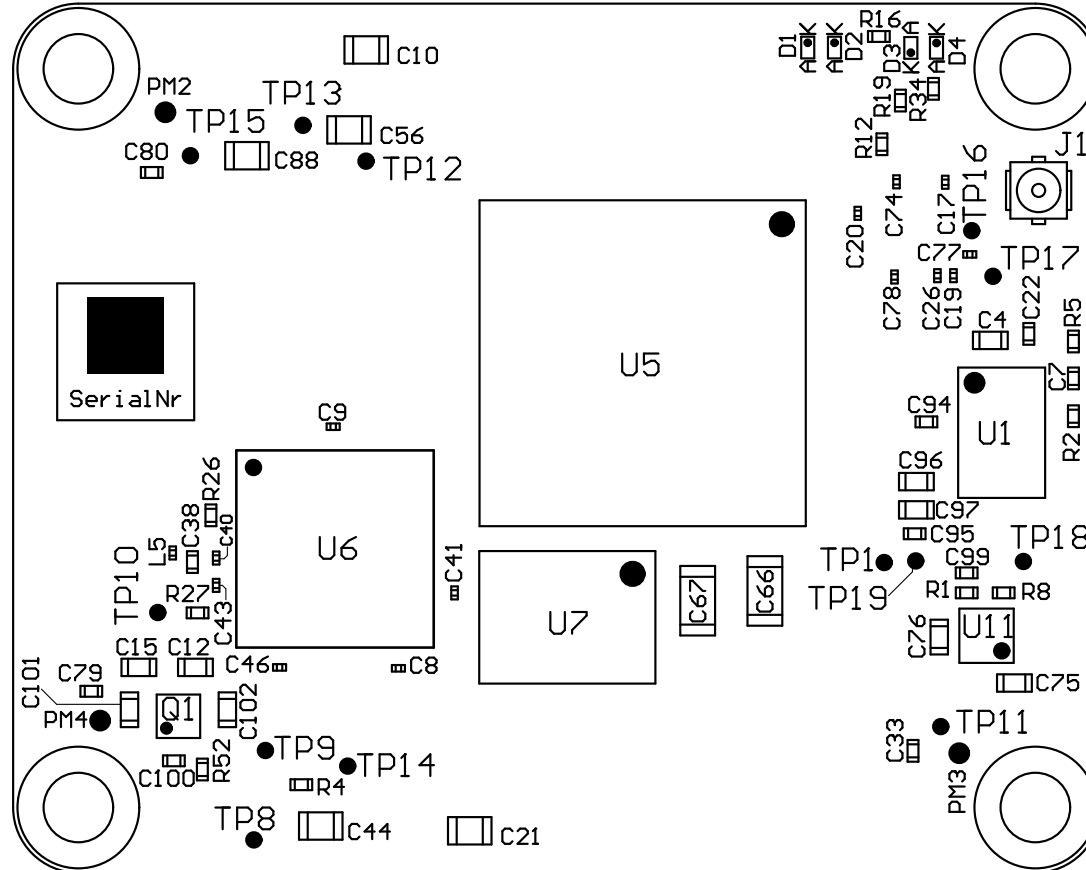 D1
A K
A K
D2
R16
D3
K A
A K
D4
C10
PM2
TP13
TP15
C56
C80
C88
TP12
R19
R34
R12
J1
TP16
C74
C17
C20
C77
TP17
C78
C26
C19
C22
C4
R5
U5
C7
SerialNr
C9
C94
U1
R2
R26
C96
C97
C38
C40
L5
U6
C41
C95
TP10
TP1
TP18
C99
R27
C43
C67
C66
TP19
R1
R8
U7
C76
U11
C15
C12
C46
C8
C101
C79
C75
PM4
Q1
C102
TP11
C33
TP9
TP14
C100
R52
R4
PM3
TP8
C44
C21